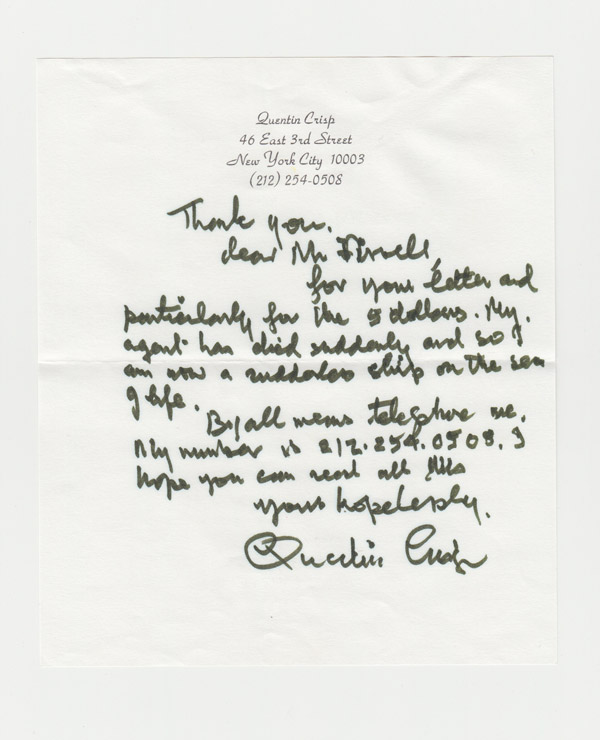 Quentin Crisp
46 East 3rd Street
New York City 10003
(212) 254-0508
Thank you,
dear Mr
for your letter and
particularly for the 5 dollars. My
agent has died suddenly and so I
am now a rudderless ship on the sea
of life.
By all means telephone me.
My number is 212.254.0508. I
hope you can read all this
yours hopelessly,
Quentin Crisp